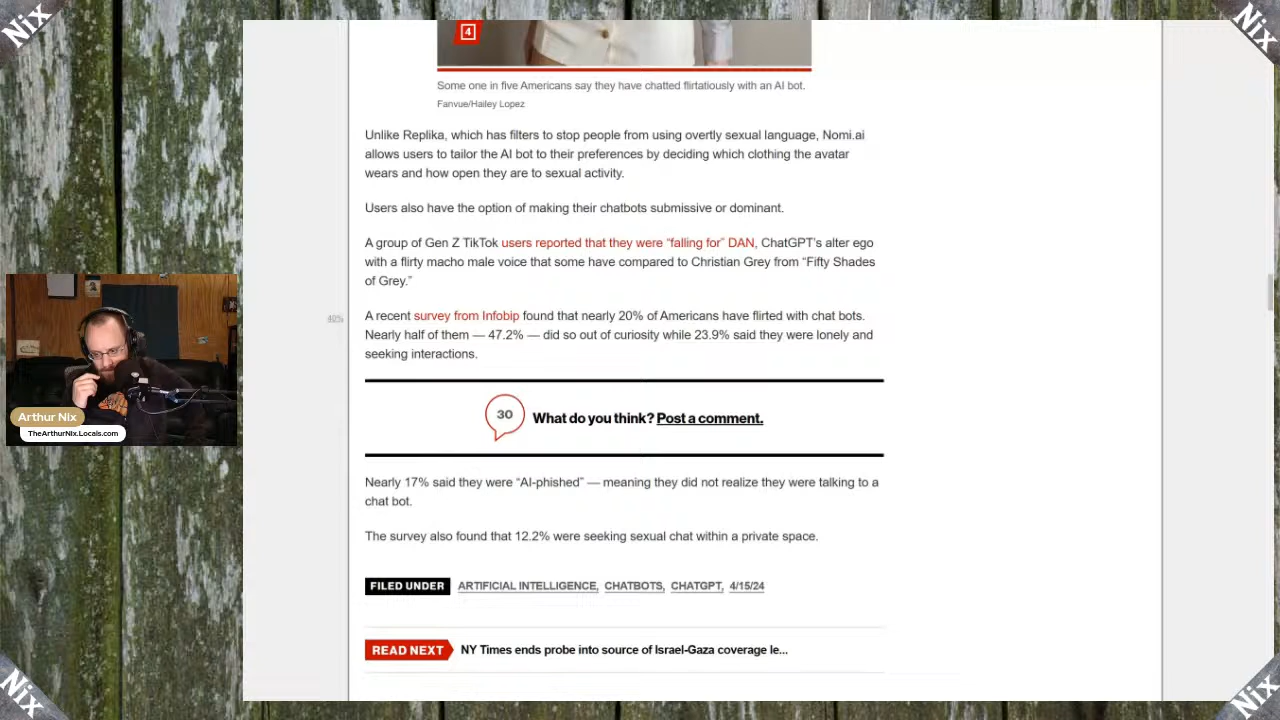 Nix
Nix
4
Some one in five Americans say they have chatted flirtatiously with an AI bot.
Fanvue/Hailey Lopez
Unlike Replika, which has filters to stop people from using overtly sexual language, Nomi.ai
allows users to tailor the AI bot to their preferences by deciding which clothing the avatar
wears and how open they are to sexual activity.
Users also have the option of making their chatbots submissive or dominant.
A group of Gen Z TikTok users reported that they were “falling for” DAN, ChatGPT’s alter ego
with a flirty macho male voice that some have compared to Christian Grey from “Fifty Shades
of Grey.”
A recent survey from Infobip found that nearly 20% of Americans have flirted with chat bots.
Nearly half of them — 47.2% — did so out of curiosity while 23.9% said they were lonely and
seeking interactions.
Arthur Nix
TheArthurNix.Locals.com
30
What do you think? Post a comment.
Nearly 17% said they were “AI-phished” — meaning they did not realize they were talking to a
chat bot.
The survey also found that 12.2% were seeking sexual chat within a private space.
FILED UNDER ARTIFICIAL INTELLIGENCE, CHATBOTS, CHATGPT, 4/15/24
READ NEXT NY Times ends probe into source of Israel-Gaza coverage le...
Nix
Nix